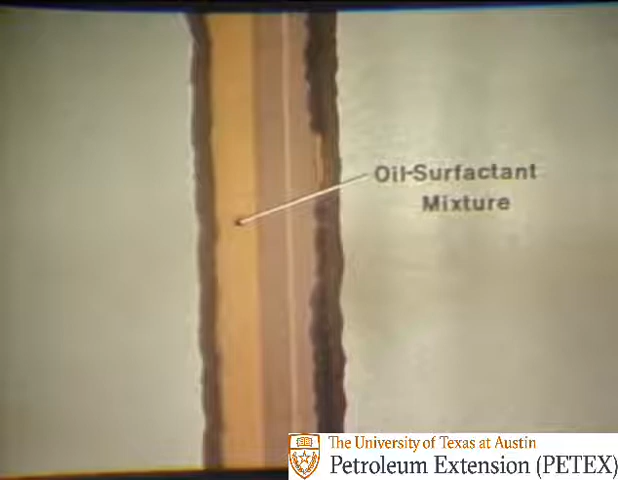 Oil-Surfactant
Mixture
The University of Texas at Austin
Petroleum Extension (PETEX)